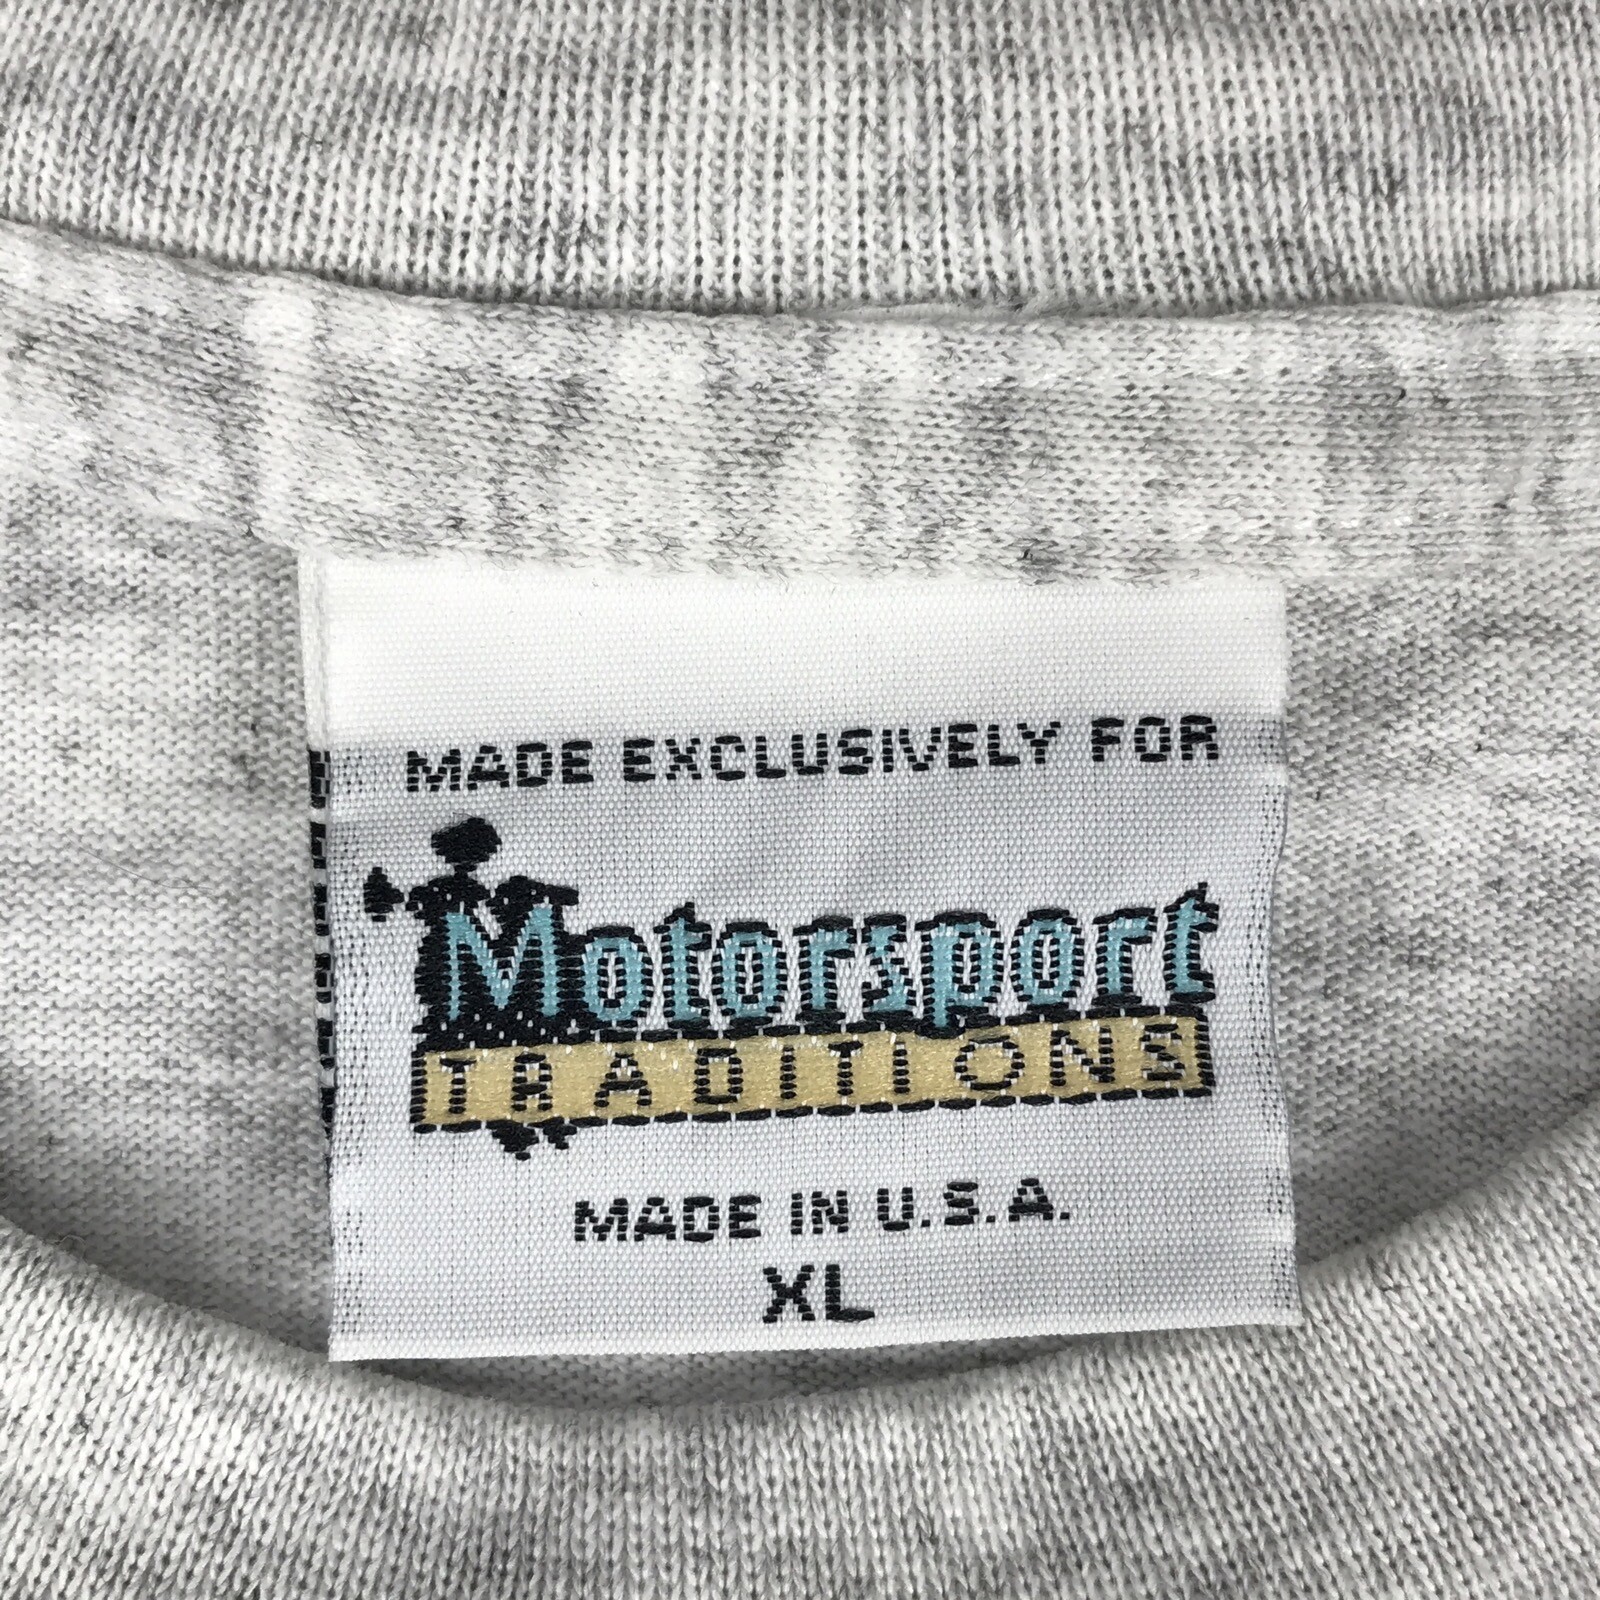 MADE EXCLUSIVELY FOR
Motorsport
TRADITIONS
MADE IN U.S.A.
XL